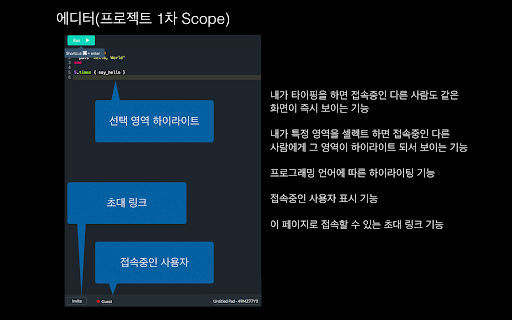 에디터(프로젝트 1차 Scope)
Run ▶
Shortcut: ⌘ + enter
puts "Hello, World"
end
5.times { say_hello }
선택 영역 하이라이트
초대 링크
접속중인 사용자
Invite
Guest
Untitled Pad -
내가 타이핑을 하면 접속중인 다른 사람도 같은
화면이 즉시 보이는 기능
내가 특정 영역을 셀렉트 하면 접속중인 다른
사람에게 그 영역이 하이라이트 되서 보이는 기능
프로그래밍 언어에 따른 하이라이팅 기능
접속중인 사용자 표시 기능
이 페이지로 접속할 수 있는 초대 링크 기능